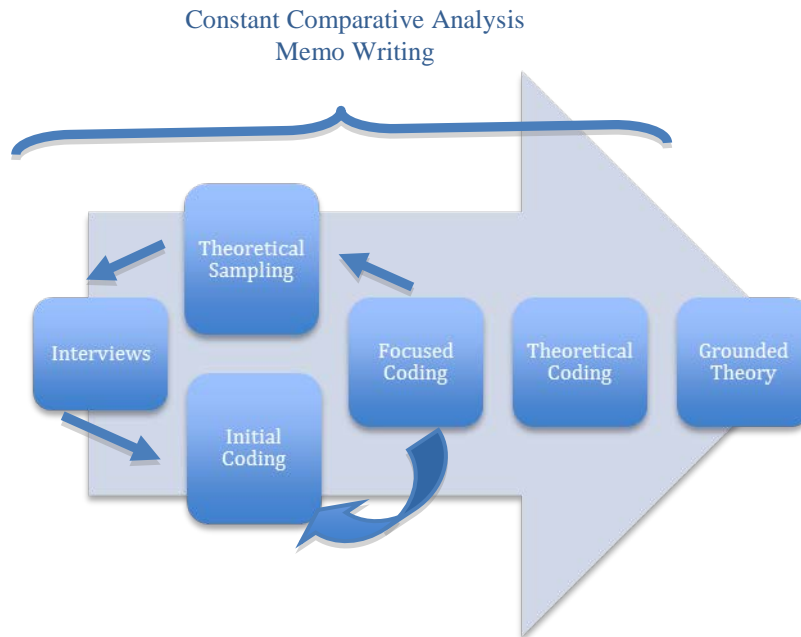 Constant Comparative Analysis
Memo Writing
Theoretical
Sampling
Interviews
Initial
Coding
Focused
Coding
Theoretical
Coding
Grounded
Theory